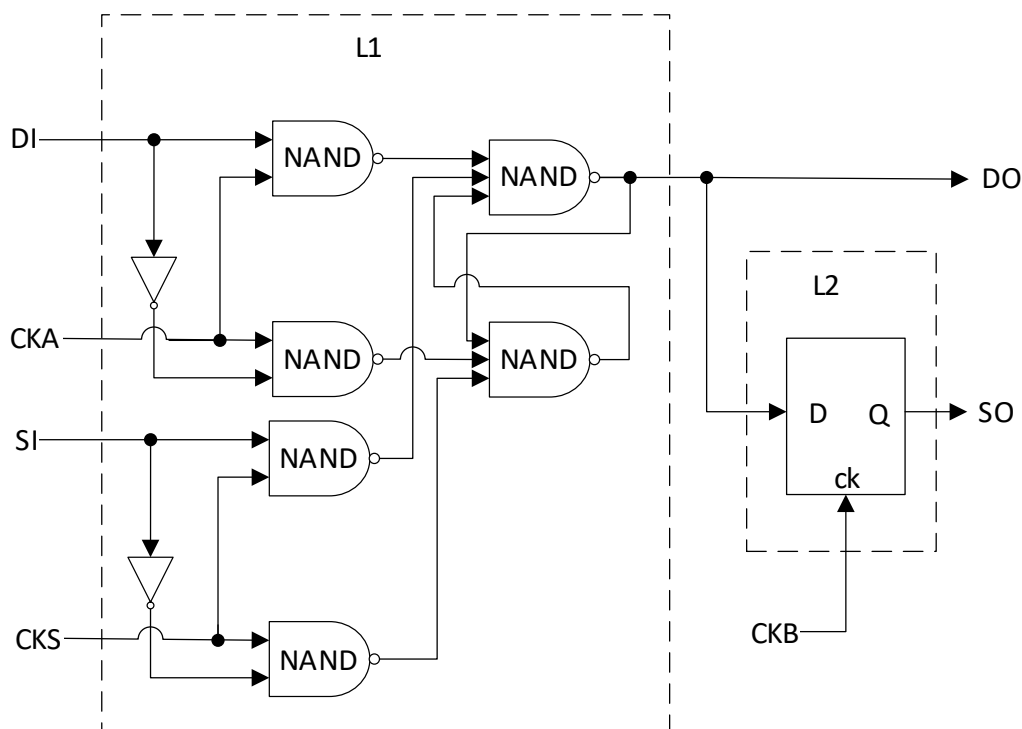 L1
DI
NAND
NAND
DO
L2
CKA
NAND
NAND
D
Q
SO
SI
NAND
ck
CKS
NAND
CKB